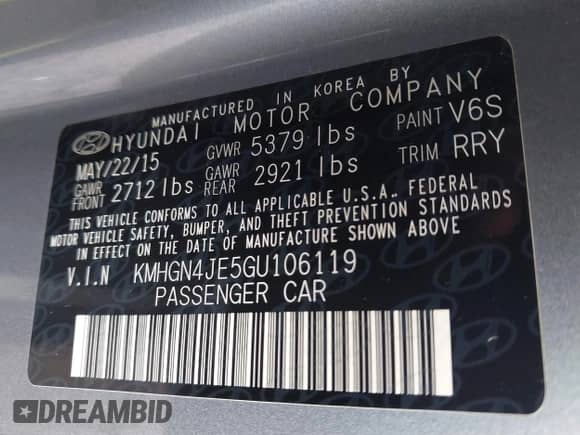 MANUFACTURED IN KOREA BY
HYUNDAI MOTOR COMPANY
MAY/22/15 GVWR 5379 lbs PAINT V6S
GAWR FRONT 2712 lbs GAWR REAR 2921 lbs TRIM RRY
THIS VEHICLE CONFORMS TO ALL APPLICABLE U.S.A.. FEDERAL
MOTOR VEHICLE SAFETY, BUMPER, AND THEFT PREVENTION STANDARDS
IN EFFECT ON THE DATE OF MANUFACTURE SHOWN ABOVE
V.I.N KMHGN4JE5GU106119
PASSENGER CAR
DREAMBID